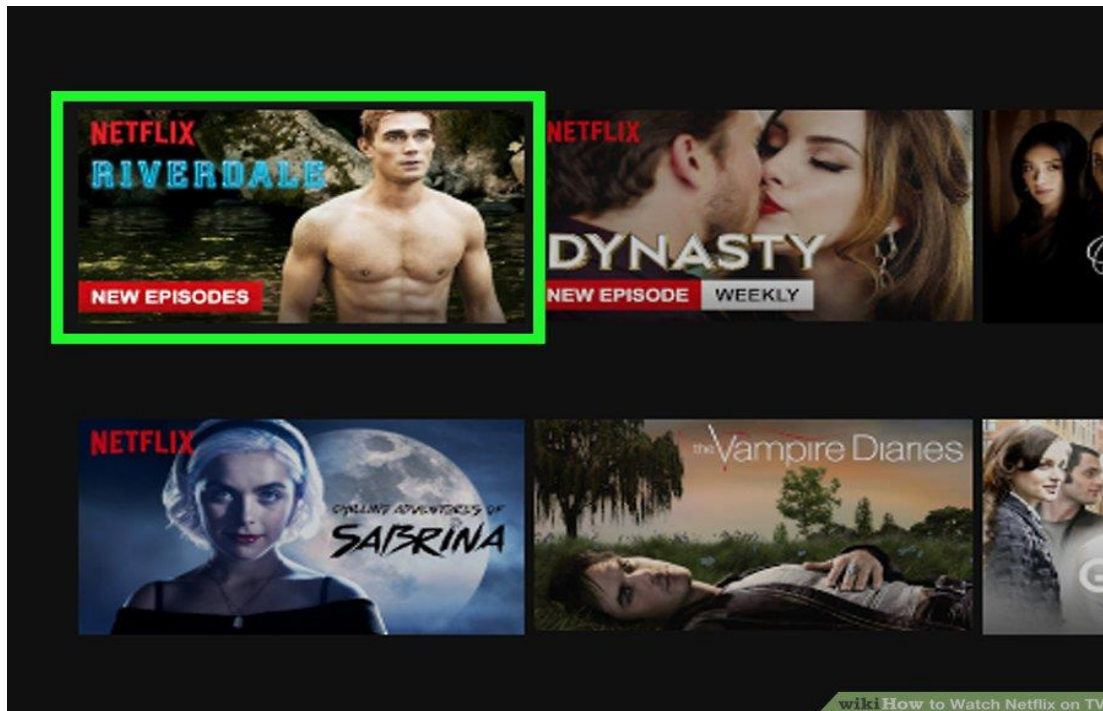 NETFLIX
RIVERDALE
NEW EPISODES
NETFLIX
DYNASTY
NEW EPISODE WEEKLY
NETFLIX
CHILLING ADVENTURES OF
SABRINA
the Vampire Diaries
G
wikiHow to Watch Netflix on TV